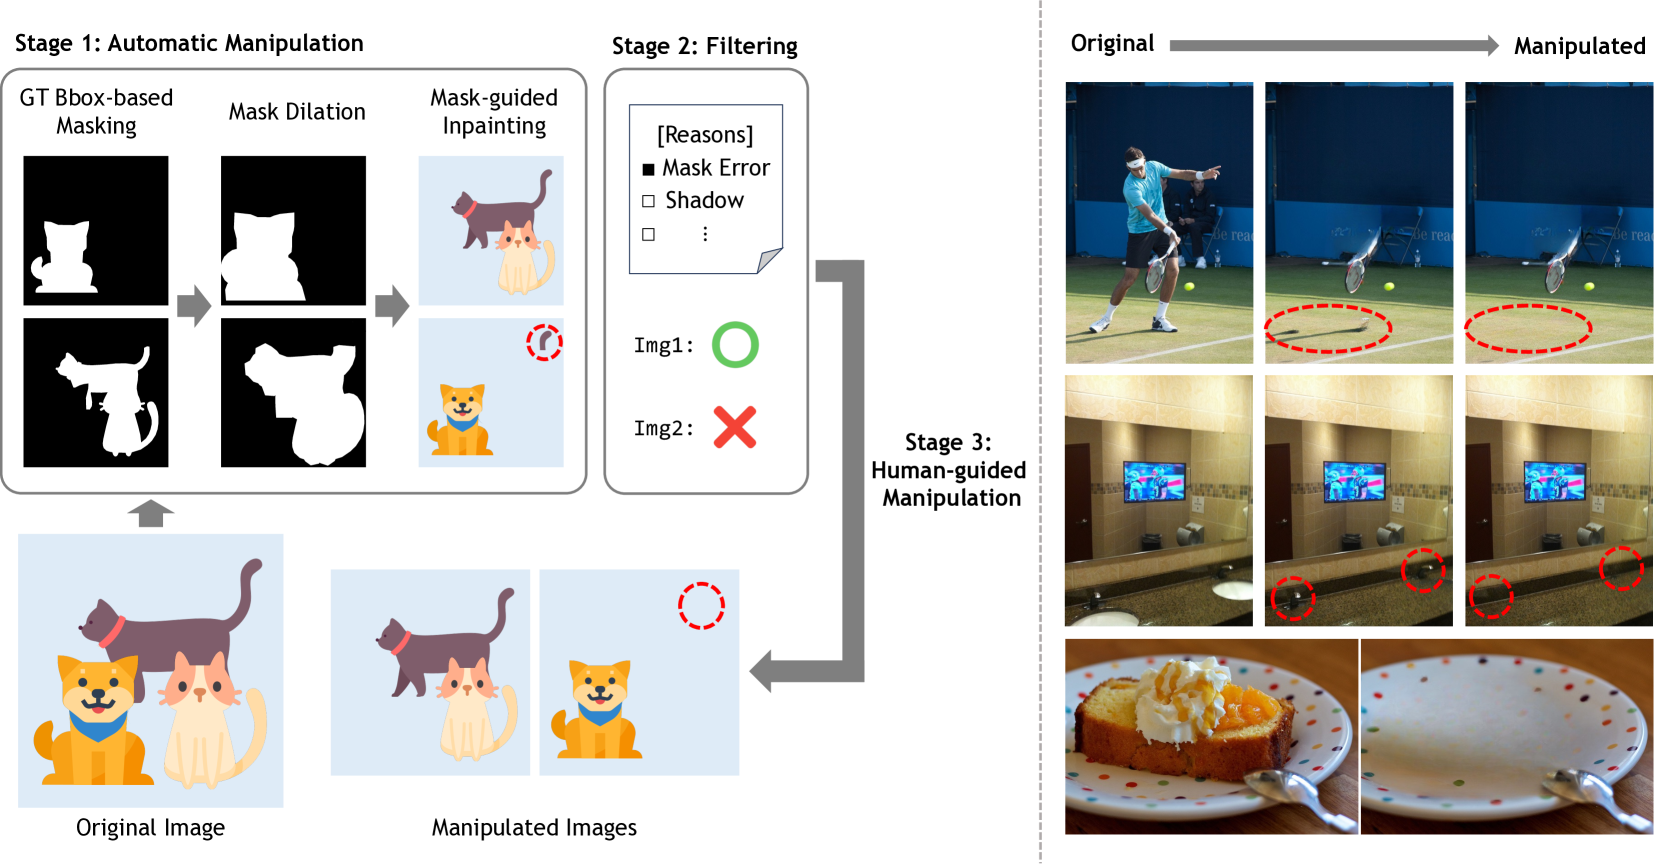 Stage 1: Automatic Manipulation
GT Bbox-based
Masking
Mask Dilation
Mask-guided
Inpainting
Stage 2: Filtering
[Reasons]
Mask Error
Shadow
⋮
Img1:
Img2:
Stage 3:
Human-guided
Manipulation
Original Image
Manipulated Images
Original
Manipulated
Be read
Be rea
Be rea